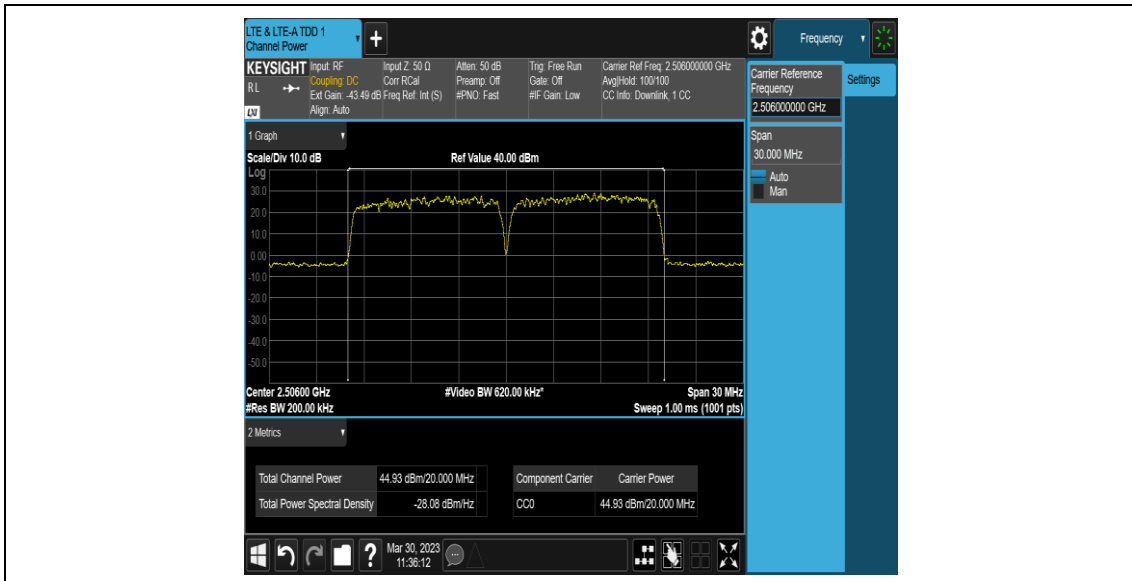 LTE & LTE-A TDD 1
Channel Power
+
Frequency
KEYSIGHT
RL
LXI
Input: RF
Coupling: DC
Ext Gain: -43.49 dB
Align: Auto
Input Z: 50 Ω
Corr RCal
Freq Ref: Int (S)
Atten: 50 dB
Preamp: Off
#PNO: Fast
Trig: Free Run
Gate: Off
#IF Gain: Low
Carrier Ref Freq: 2.506000000 GHz
Avg|Hold: 100/100
CC Info: Downlink, 1 CC
Carrier Reference
Frequency
2.506000000 GHz
Settings
Span
30.000 MHz
Auto
Man
1 Graph
Scale/Div 10.0 dB
Ref Value 40.00 dBm
Log
30.0
20.0
10.0
0.00
-10.0
-20.0
-30.0
-40.0
-50.0
Center 2.50600 GHz
#Video BW 620.00 kHz*
Span 30 MHz
#Res BW 200.00 kHz
Sweep 1.00 ms (1001 pts)
2 Metrics
Total Channel Power 44.93 dBm/20.000 MHz
Total Power Spectral Density -28.08 dBm/Hz
Component Carrier Carrier Power
CC0 44.93 dBm/20.000 MHz
?
Mar 30, 2023
11:36:12